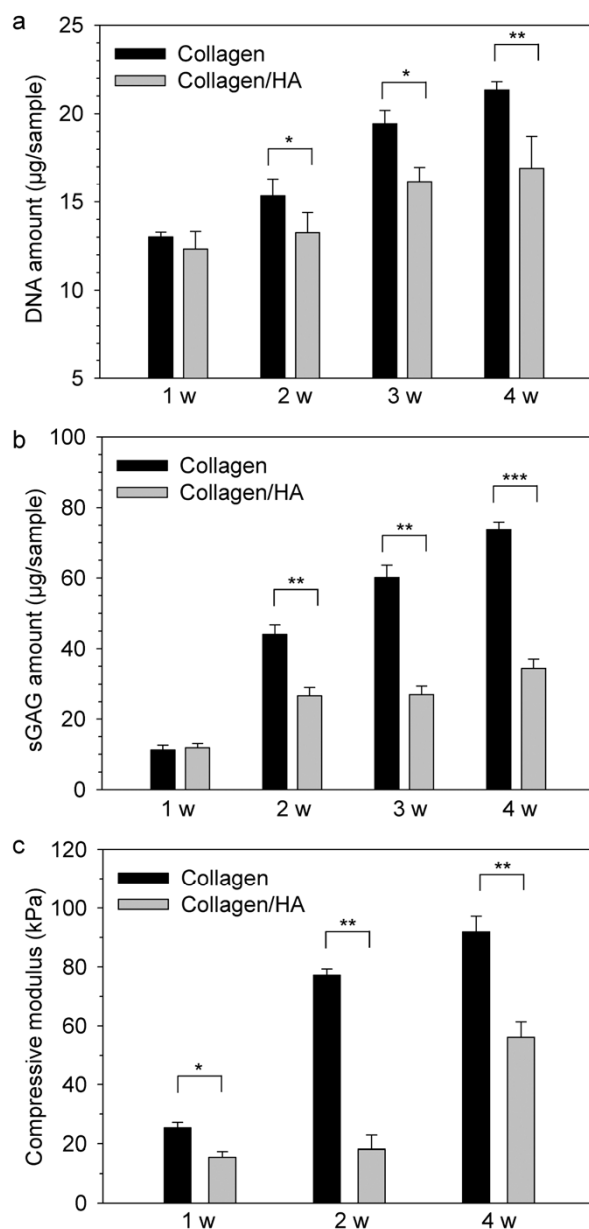 a
25
Collagen
Collagen/HA
**
*
*
20
15
10
5
DNA amount (µg/sample)
1 w 2 w 3 w 4 w
b
100
Collagen
Collagen/HA
***
**
**
80
60
40
20
0
sGAG amount (µg/sample)
1 w 2 w 3 w 4 w
c
120
Collagen
Collagen/HA
**
**
*
100
80
60
40
20
0
Compressive modulus (kPa)
1 w 2 w 4 w